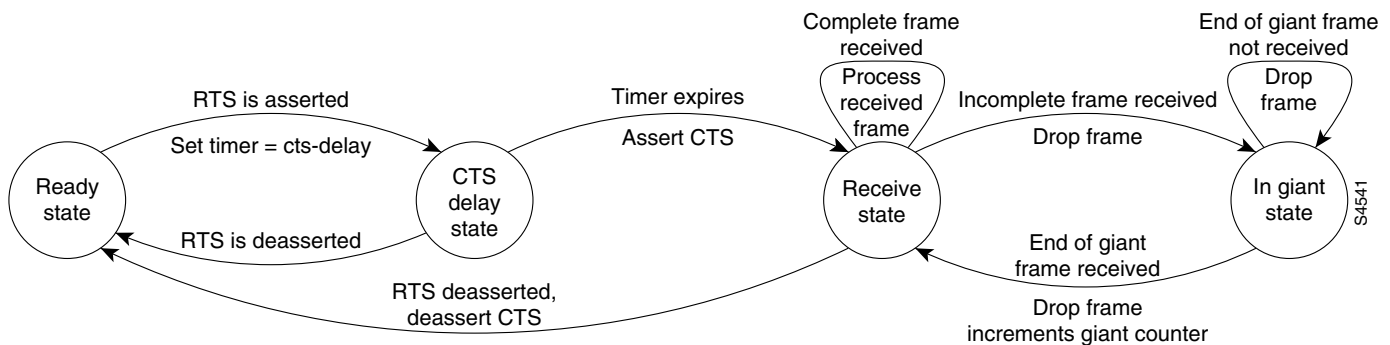 Complete frame
received
End of giant frame
not received
Process
received
frame
Drop
frame
RTS is asserted
Set timer = cts-delay
Timer expires
Assert CTS
Incomplete frame received
Drop frame
Ready
state
CTS
delay
state
Receive
state
In giant
state
S4541
RTS is deasserted
End of giant
frame received
RTS deasserted,
deassert CTS
Drop frame
increments giant counter